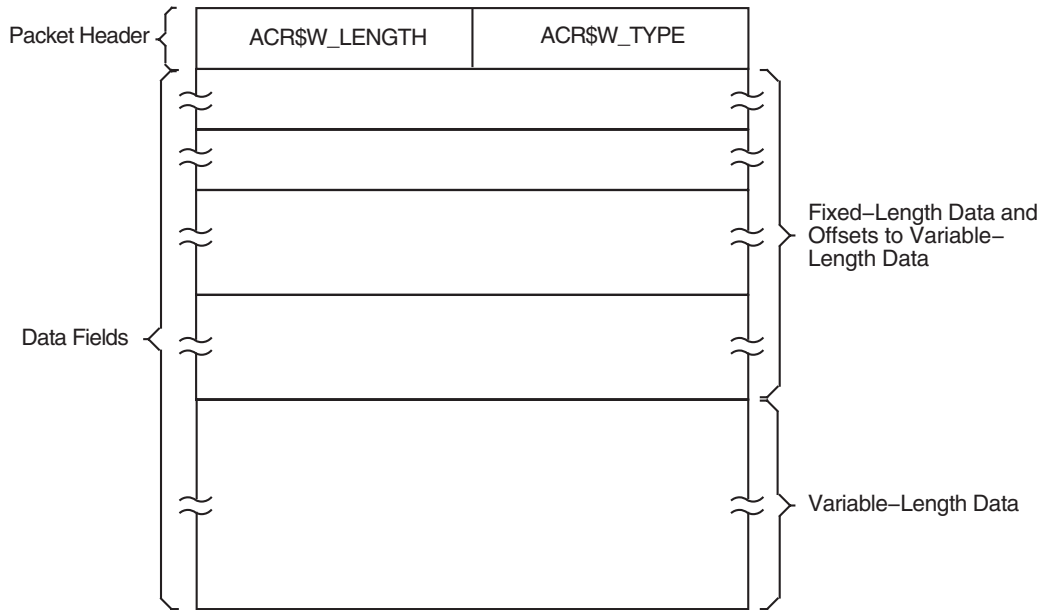 Packet Header
ACR$W_LENGTH
ACR$W_TYPE
Fixed–Length Data and
Offsets to Variable–
Length Data
Data Fields
Variable–Length Data